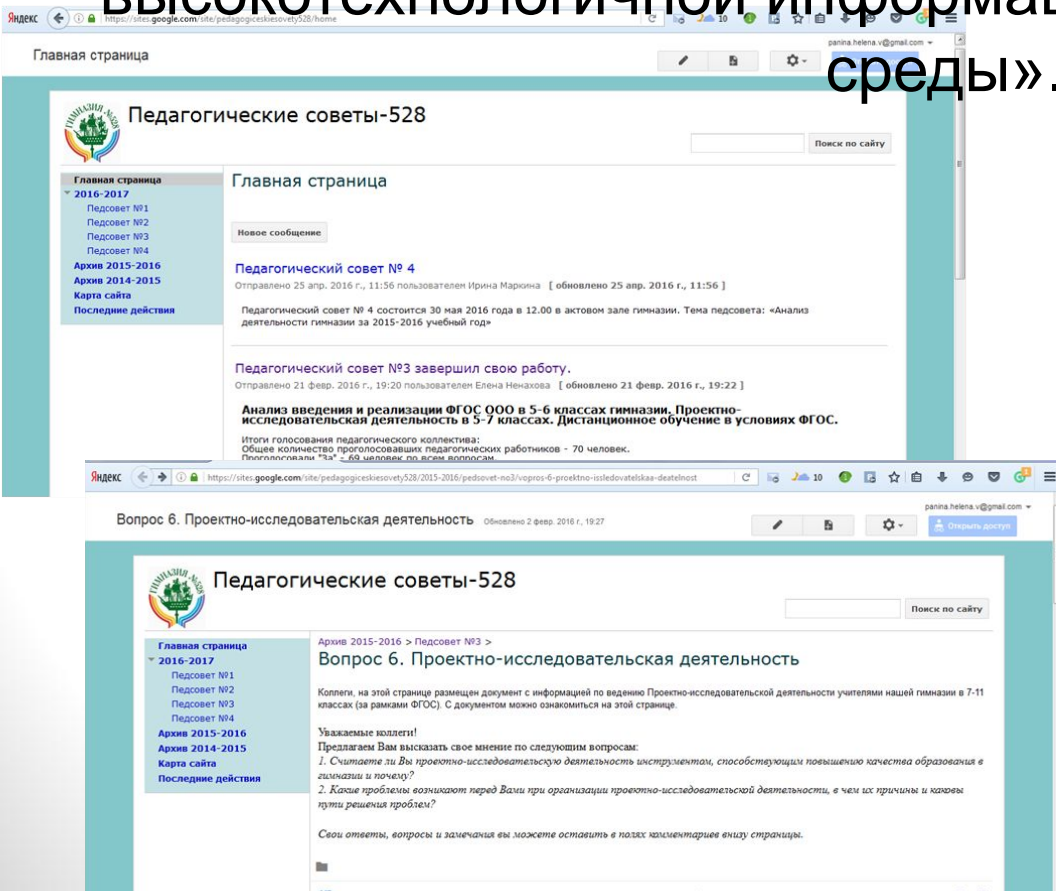 высокотехнологичной информац
среды».
Яндекс
https://sites.google.com/site/pedagogicheskiesovety528/home
10
panina.helena.v@gmail.com
Главная страница
ГИМНАЗИЯ №528
Педагогические советы-528
Поиск по сайту
Главная страница
2016-2017
Педсовет №1
Педсовет №2
Педсовет №3
Педсовет №4
Архив 2015-2016
Архив 2014-2015
Карта сайта
Последние действия
Главная страница
Новое сообщение
Педагогический совет № 4
Отправлено 25 апр. 2016 г., 11:56 пользователем Ирина Маркина [ обновлено 25 апр. 2016 г., 11:56 ]
Педагогический совет № 4 состоится 30 мая 2016 года в 12.00 в актовом зале гимназии. Тема педсовета: «Анализ
деятельности гимназии за 2015-2016 учебный год»
Педагогический совет №3 завершил свою работу.
Отправлено 21 февр. 2016 г., 19:20 пользователем Елена Ненахова [ обновлено 21 февр. 2016 г., 19:22 ]
Анализ введения и реализации ФГОС ООО в 5-6 классах гимназии. Проектно-
исследовательская деятельность в 5-7 классах. Дистанционное обучение в условиях ФГОС.
Итоги голосования педагогического коллектива:
Общее количество проголосовавших педагогических работников - 70 человек.
Проголосовали "За" - 69 человек по всем вопросам.
Яндекс
https://sites.google.com/site/pedagogiceskiesovety528/2015-2016/pedsovet-no3/vopros-6-proektno-issledovatelskaa-deatelnost
10
panina.helena.v@gmail.com
Вопрос 6. Проектно-исследовательская деятельность Обновлено 2 февр. 2016 г., 19:27
Открыть доступ
ГИМНАЗИЯ №528
Педагогические советы-528
Поиск по сайту
Главная страница
2016-2017
Педсовет №1
Педсовет №2
Педсовет №3
Педсовет №4
Архив 2015-2016
Архив 2014-2015
Карта сайта
Последние действия
Архив 2015-2016 > Педсовет №3 >
Вопрос 6. Проектно-исследовательская деятельность
Коллеги, на этой странице размещен документ с информацией по ведению Проектно-исследовательской деятельности учителями нашей гимназии в 7-11
классах (за рамками ФГОС). С документом можно ознакомиться на этой странице.
Уважаемые коллеги!
Предлагаем Вам высказать свое мнение по следующим вопросам:
1. Считаете ли Вы проектно-исследовательскую деятельность инструментом, способствующим повышению качества образования в
гимназии и почему?
2. Какие проблемы возникают перед Вами при организации проектно-исследовательской деятельности, в чем их причины и каковы
пути решения проблем?
Свои ответы, вопросы и замечания вы можете оставить в полях комментариев внизу страницы.